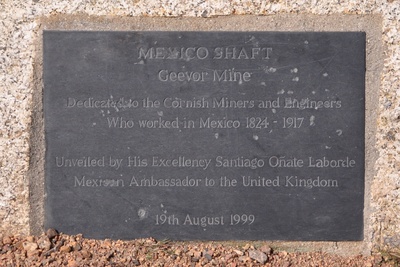 MEXICO SHAFT
Geevor Mine
Dedicated to the Cornish Miners and Engineers
Who worked in Mexico 1824 - 1917
Unveiled by His Excellency Santiago Oñate Laborde
Mexican Ambassador to the United Kingdom
19th August 1999